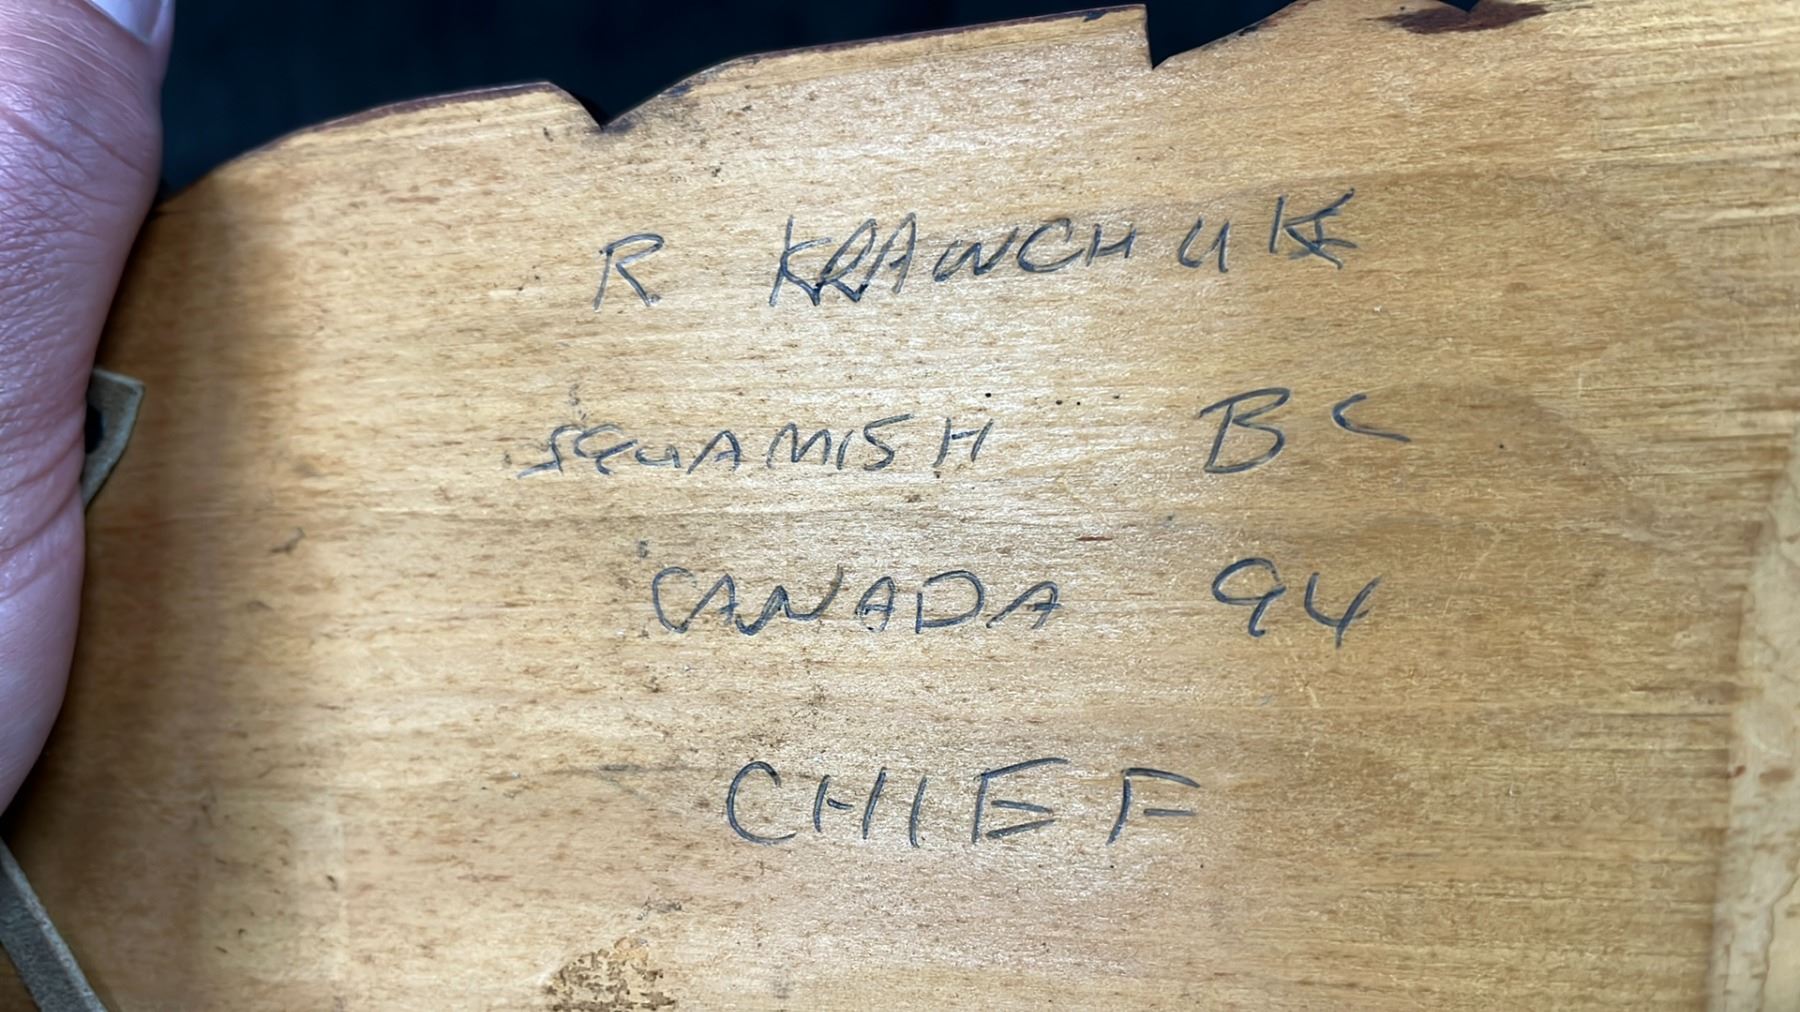 R KRAWCHUK
SQUAMISH BC
CANADA 94
CHIEF